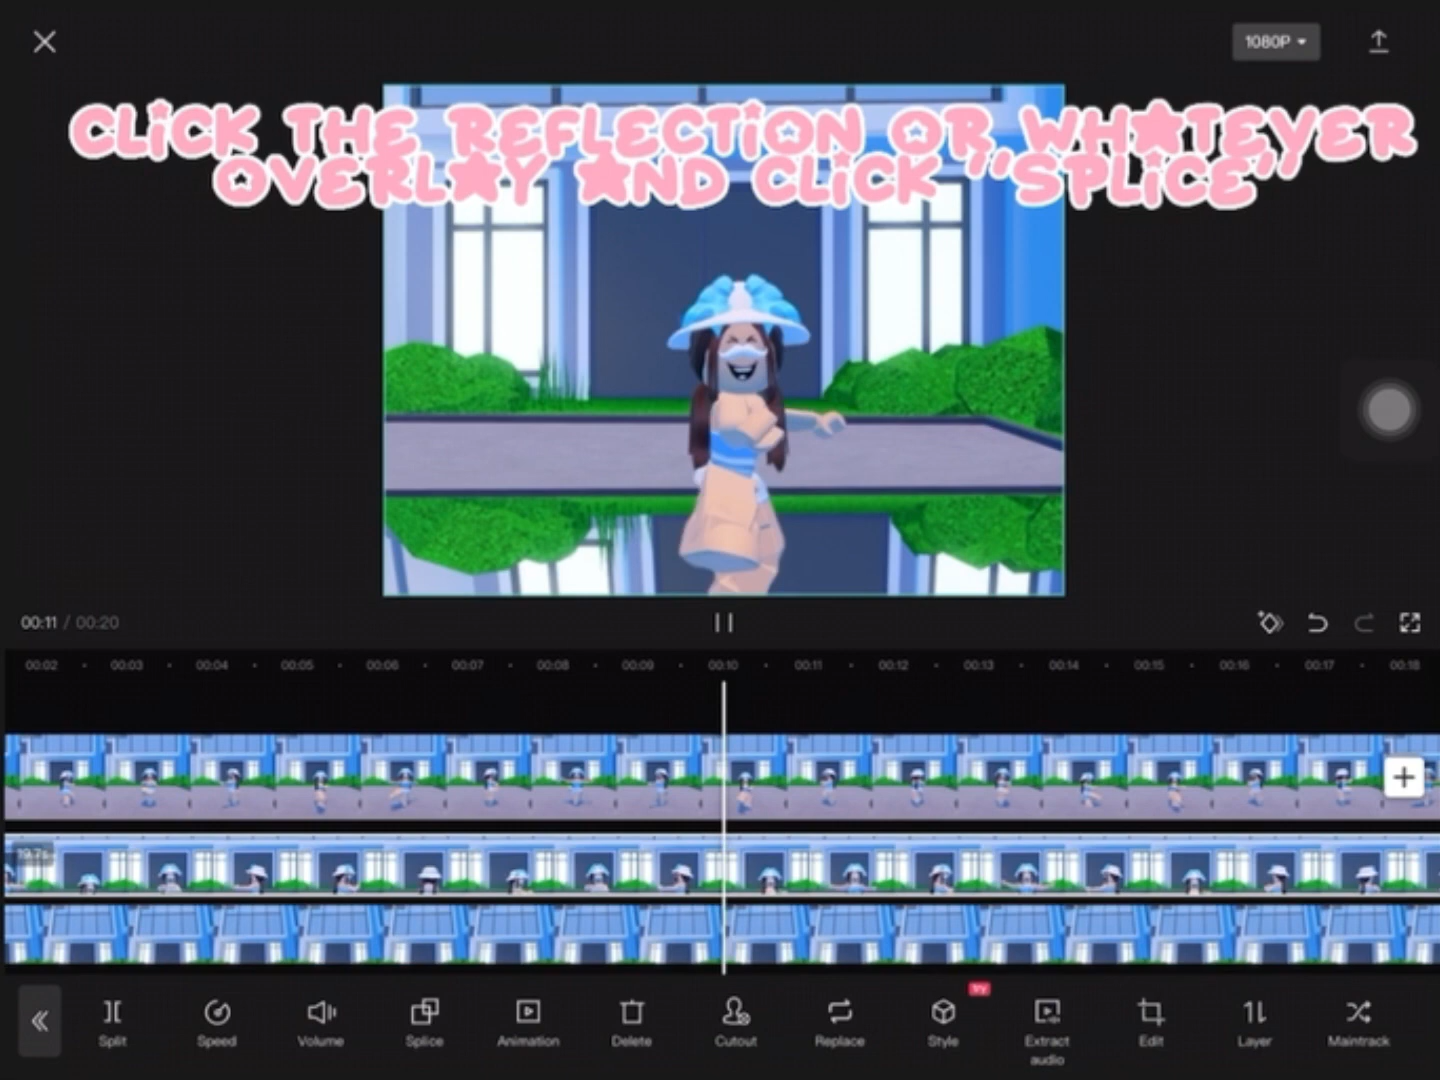 1080P
CLiCK THE REFLECTiON OR WHATEVER
OVERLAY AND CLiCK "SPLiCE"
00:11 / 00:20
00:02 00:03 00:04 00:05 00:06 00:07 00:08 00:09 00:10 00:11 00:12 00:13 00:14 00:15 00:16 00:17 00:18
19.7s
Try
Split Speed Volume Splice Animation Delete Cutout Replace Style Extract audio Edit Layer Maintrack